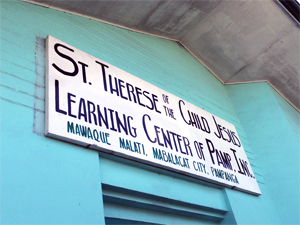 St. Therese of the Child Jesus
Learning Center of Pamp. Inc.
Mawaque Malati, Mabalacat City, Pampanga